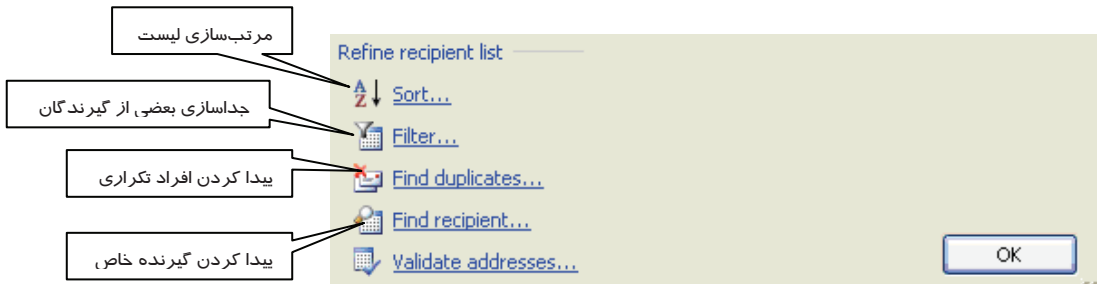 مرتب‌سازی لیست
Refine recipient list
Sort...
جداسازی بعضی از گیرندگان
Filter...
پیدا کردن افراد تکراری
Find duplicates...
Find recipient...
پیدا کردن گیرنده خاص
Validate addresses...
OK